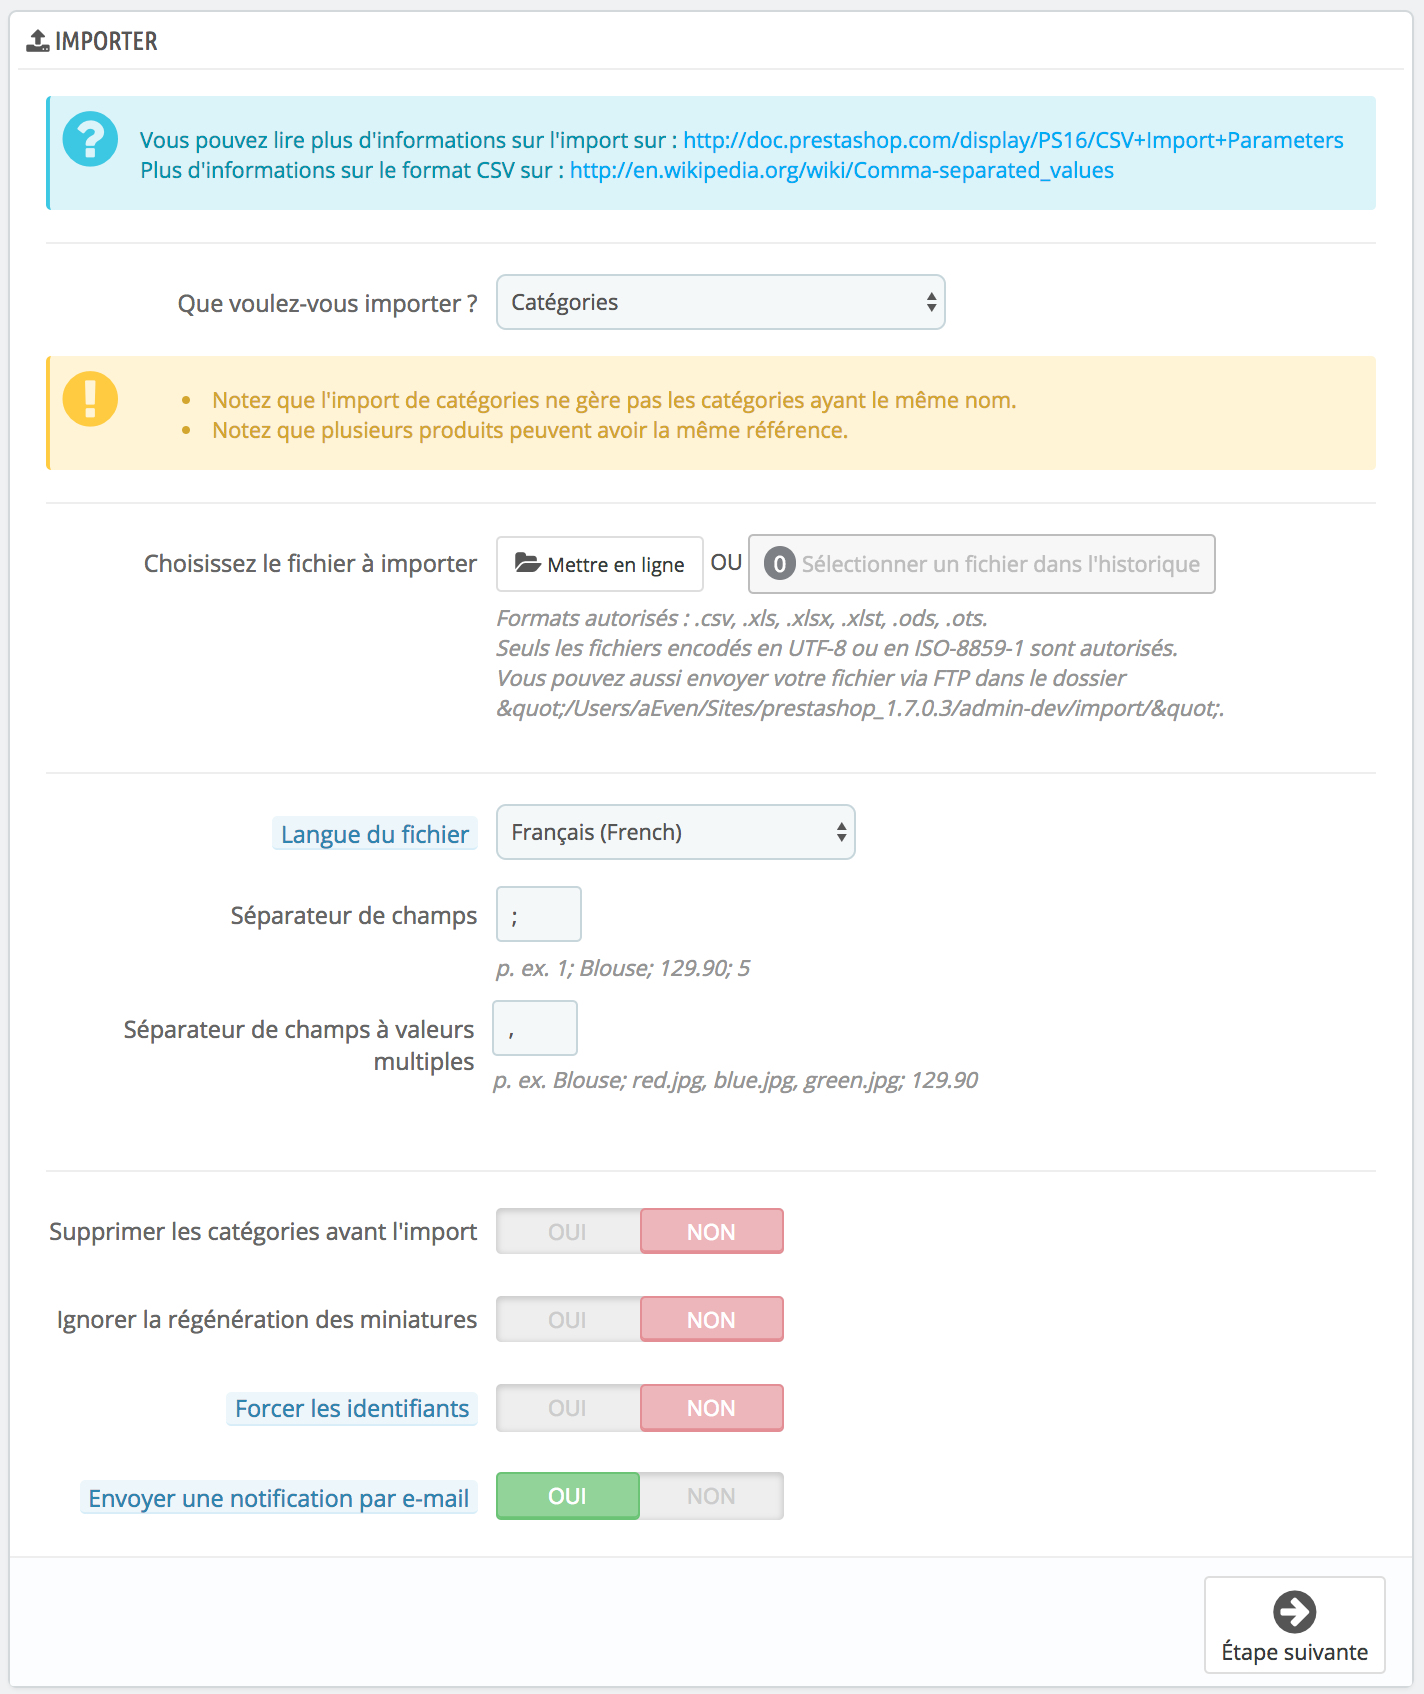 IMPORTER
?
Vous pouvez lire plus d'informations sur l'import sur : http://doc.prestashop.com/display/PS16/CSV+Import+Parameters
Plus d'informations sur le format CSV sur : http://en.wikipedia.org/wiki/Comma-separated_values
Que voulez-vous importer ? Catégories
!
• Notez que l'import de catégories ne gère pas les catégories ayant le même nom.
• Notez que plusieurs produits peuvent avoir la même référence.
Choisissez le fichier à importer Mettre en ligne OU 0 Sélectionner un fichier dans l'historique
Formats autorisés : .csv, .xls, .xlsx, .xlst, .ods, .ots.
Seuls les fichiers encodés en UTF-8 ou en ISO-8859-1 sont autorisés.
Vous pouvez aussi envoyer votre fichier via FTP dans le dossier
&quot;/Users/aEven/Sites/prestashop_1.7.0.3/admin-dev/import/&quot;.
Langue du fichier Français (French)
Séparateur de champs ;
p. ex. 1; Blouse; 129.90; 5
Séparateur de champs à valeurs ,
multiples
p. ex. Blouse; red.jpg, blue.jpg, green.jpg; 129.90
Supprimer les catégories avant l'import OUI NON
Ignorer la régénération des miniatures OUI NON
Forcer les identifiants OUI NON
Envoyer une notification par e-mail OUI NON
Étape suivante